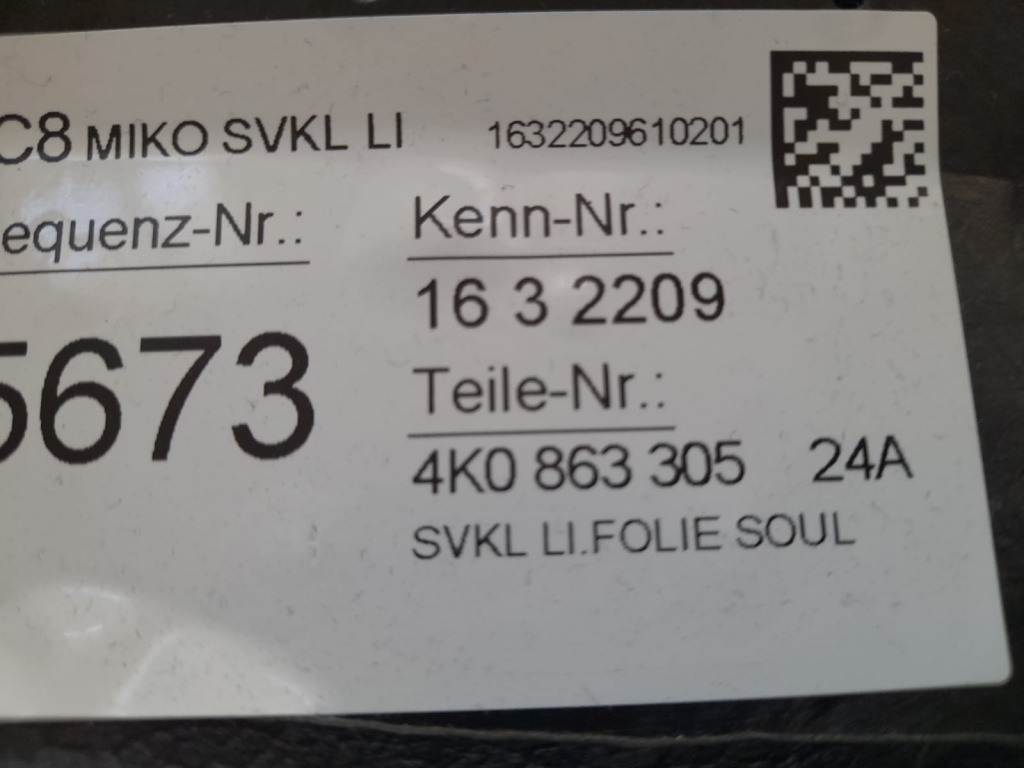 C8 MIKO SVKL LI 1632209610201
equenz-Nr.: Kenn-Nr.:
16 3 2209
5673
Teile-Nr.:
4K0 863 305 24A
SVKL LI.FOLIE SOUL